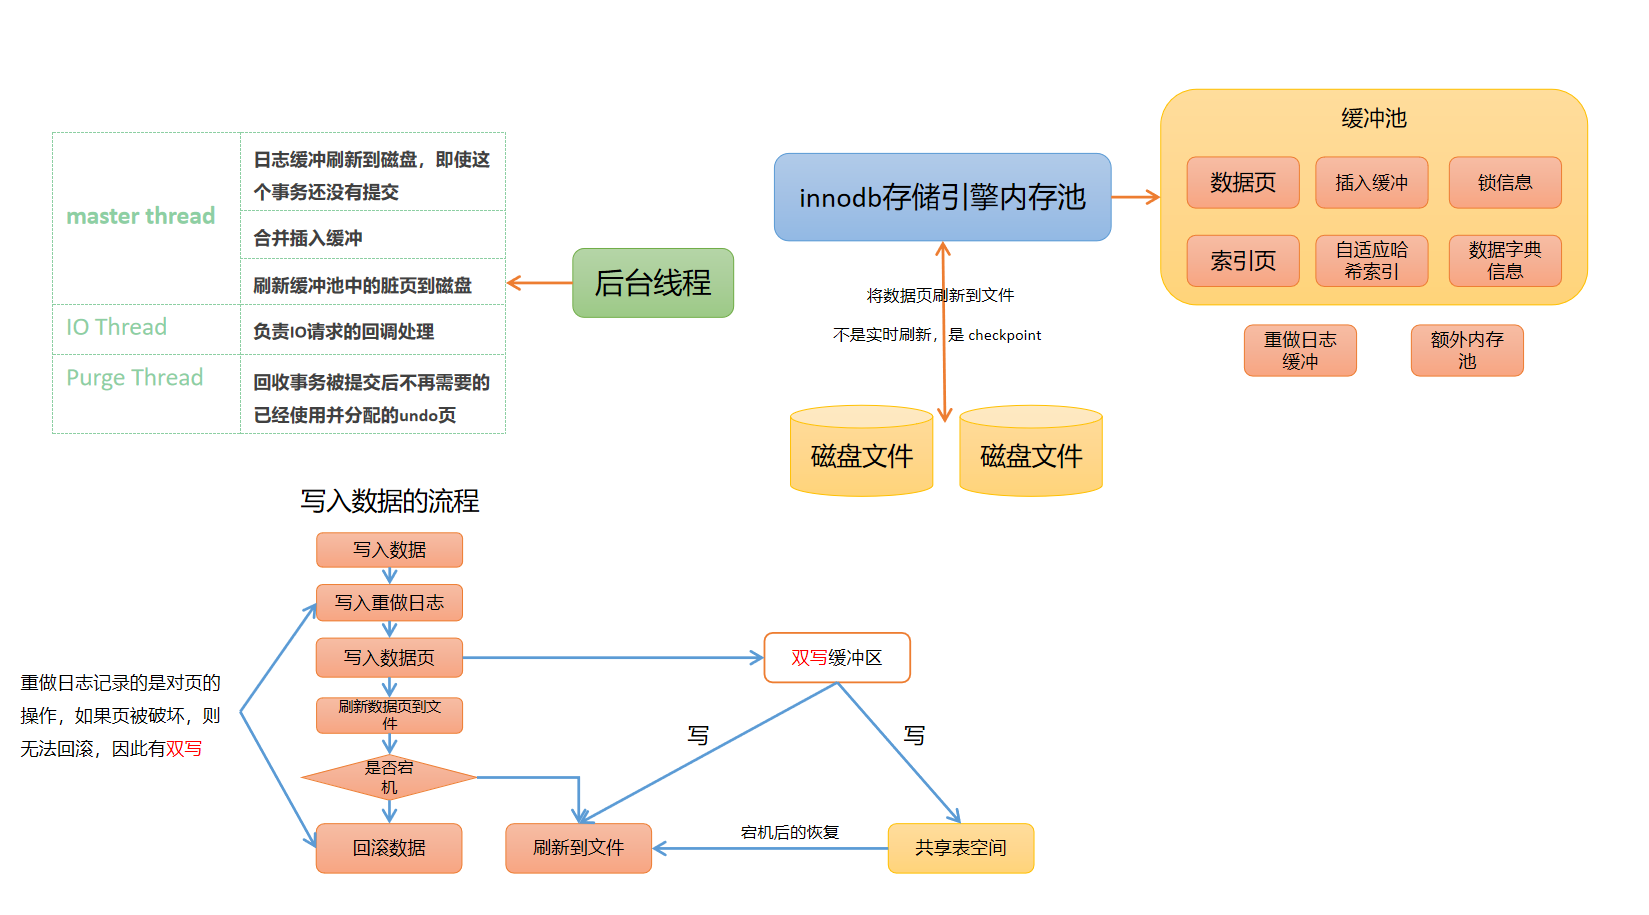 master thread
日志缓冲刷新到磁盘，即使这
个事务还没有提交
合并插入缓冲
刷新缓冲池中的脏页到磁盘
IO Thread
负责IO请求的回调处理
Purge Thread
回收事务被提交后不再需要的
已经使用并分配的undo页
后台线程
innodb存储引擎内存池
将数据页刷新到文件
不是实时刷新，是 checkpoint
磁盘文件
磁盘文件
缓冲池
数据页
插入缓冲
锁信息
索引页
自适应哈
希索引
数据字典
信息
重做日志
缓冲
额外内存
池
写入数据的流程
写入数据
写入重做日志
写入数据页
刷新数据页到文
件
是否宕
机
回滚数据
重做日志记录的是对页的
操作，如果页被破坏，则
无法回滚，因此有双写
双写缓冲区
写
写
刷新到文件
宕机后的恢复
共享表空间